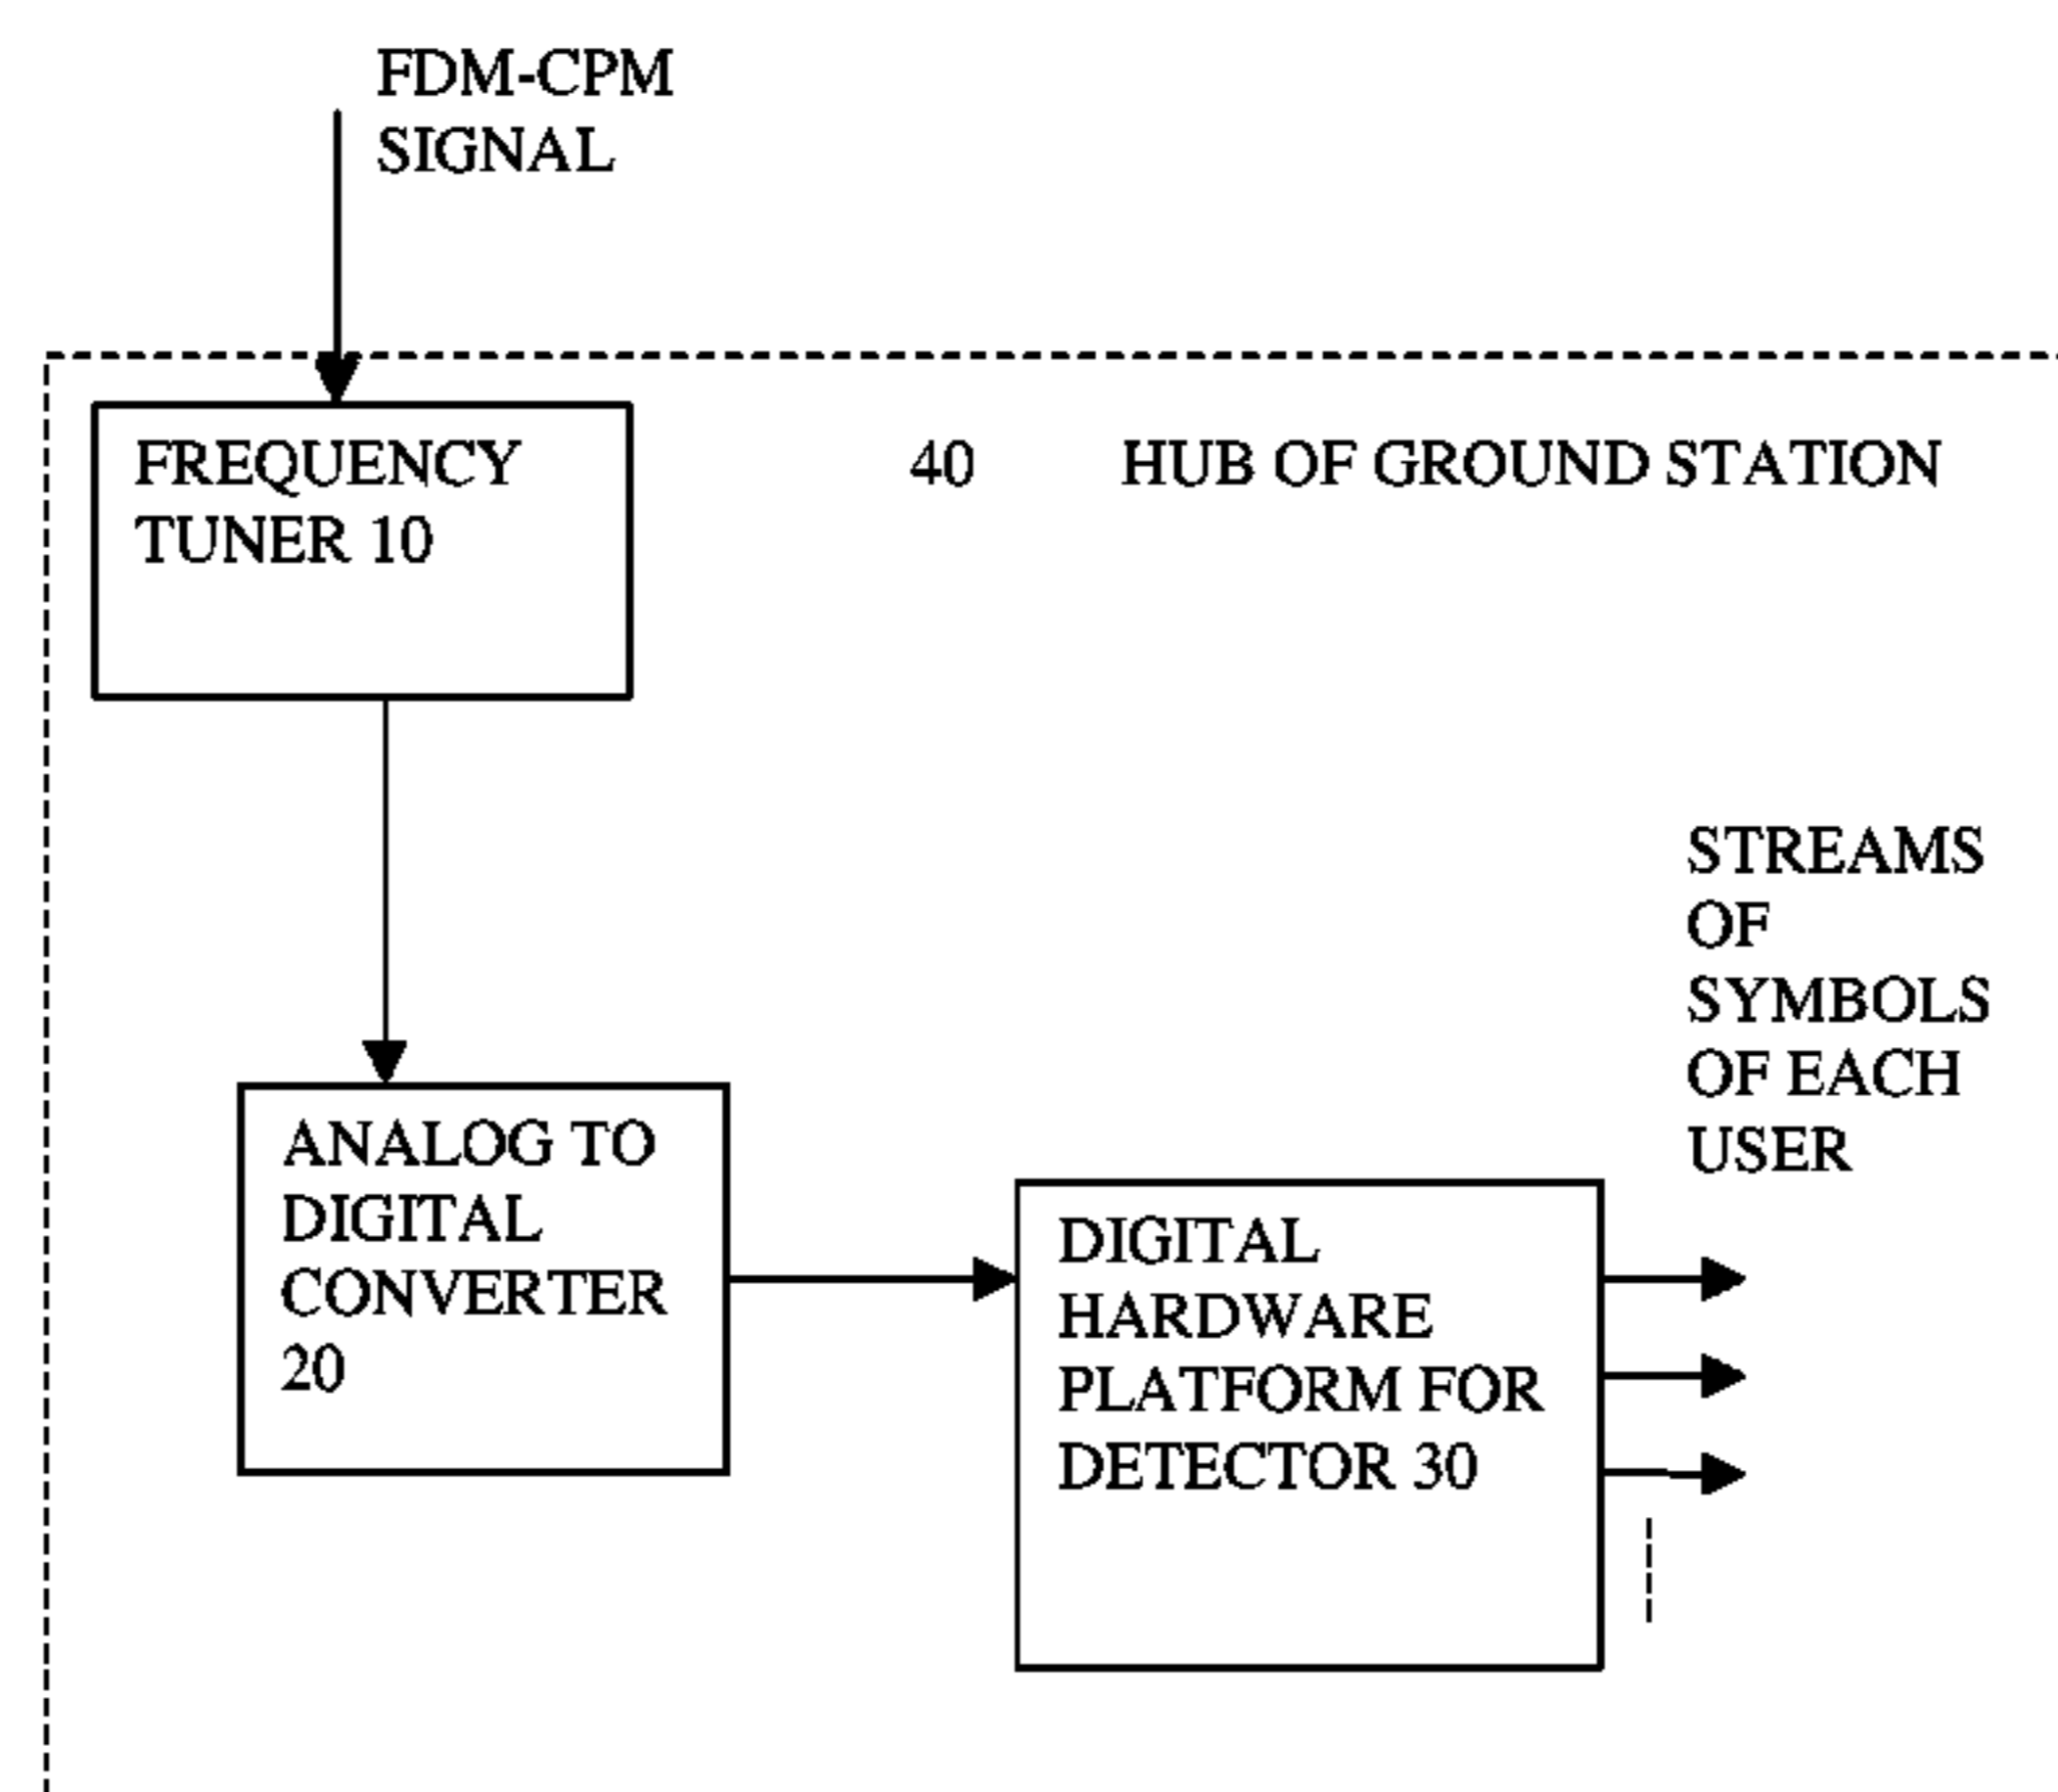 FDM-CPM
SIGNAL
FREQUENCY
TUNER 10
40 HUB OF GROUND STATION
STREAMS
OF
SYMBOLS
OF EACH
USER
ANALOG TO
DIGITAL
CONVERTER
20
DIGITAL
HARDWARE
PLATFORM FOR
DETECTOR 30